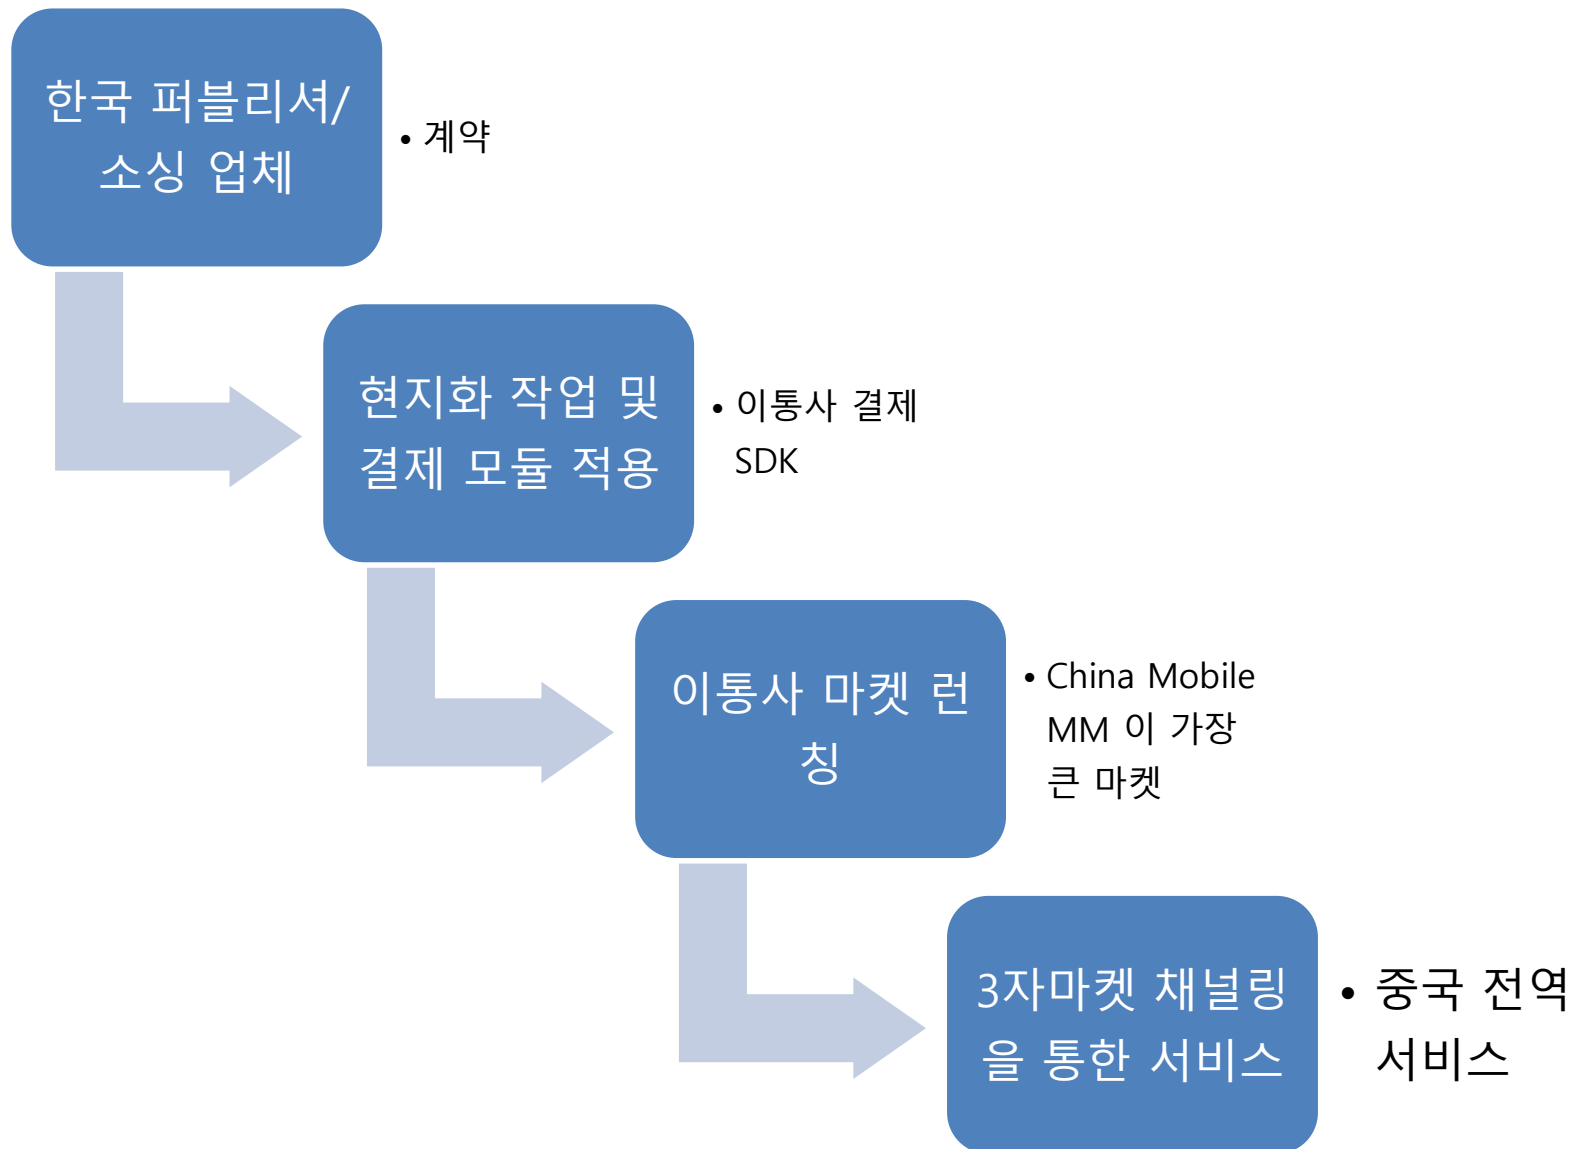 한국 퍼블리셔/
소싱 업체
• 계약
현지화 작업 및
결제 모듈 적용
• 이통사 결제
SDK
이통사 마켓 런
칭
• China Mobile
MM 이 가장
큰 마켓
3자마켓 채널링
을 통한 서비스
• 중국 전역
서비스